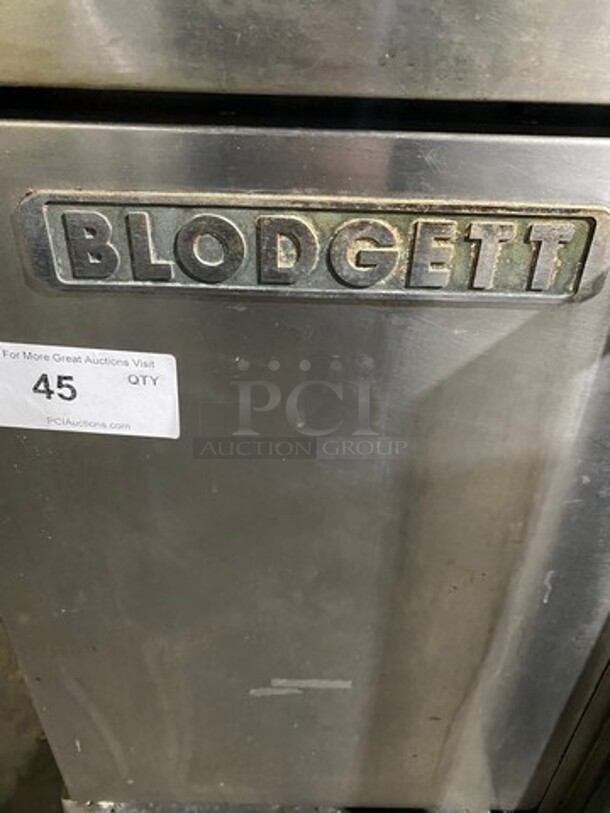 BLODGETT
For More Great Auctions Visit
45 QTY
PCIAuctions.com
PCI
AUCTION GROUP